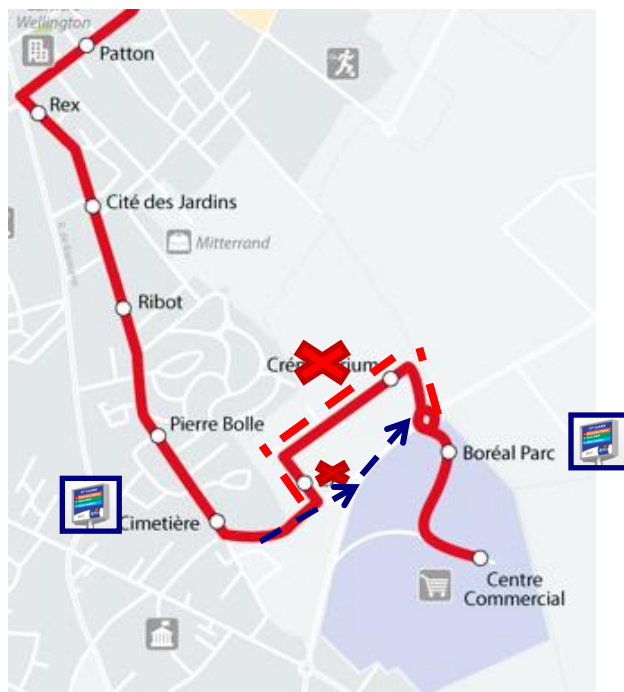 Wellington
Patton
Rex
Cité des Jardins
Mitterrand
Ribot
Pierre Bolle
Boréal Parc
Cimetière
Centre
Commercial